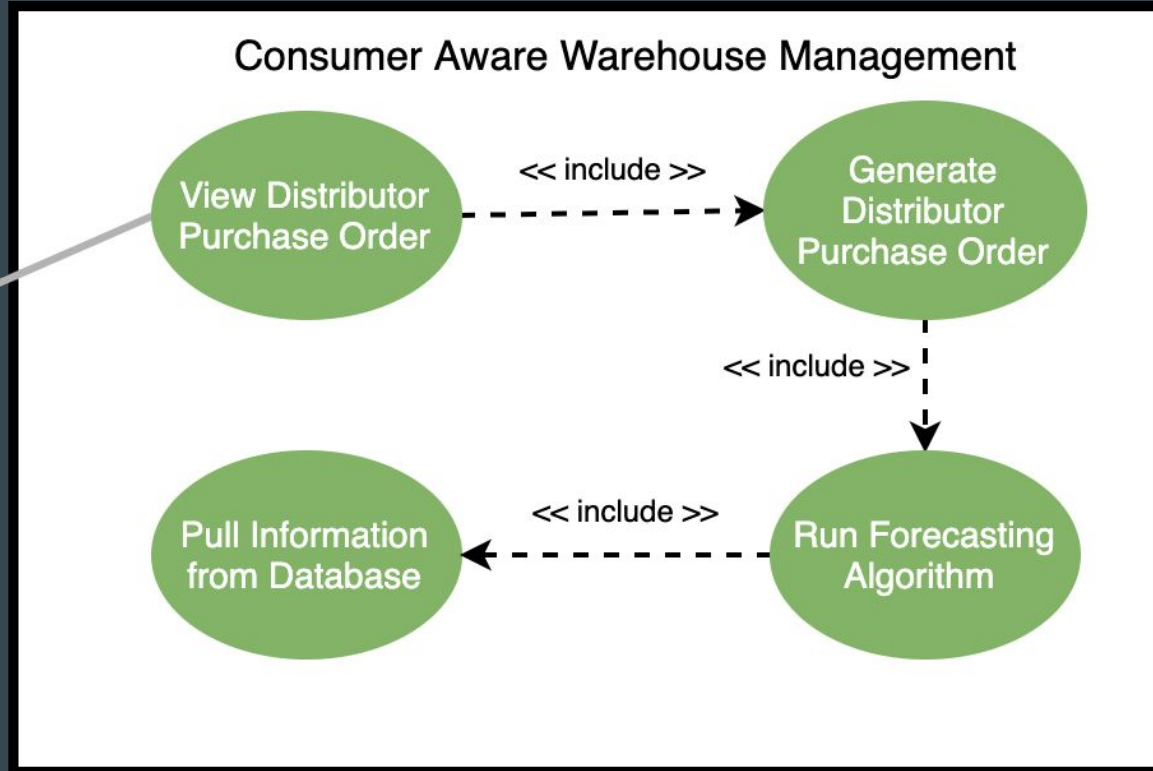 Consumer Aware Warehouse Management
View Distributor
Purchase Order
<< include >>
Generate
Distributor
Purchase Order
<< include >>
Pull Information
from Database
<< include >>
Run Forecasting
Algorithm